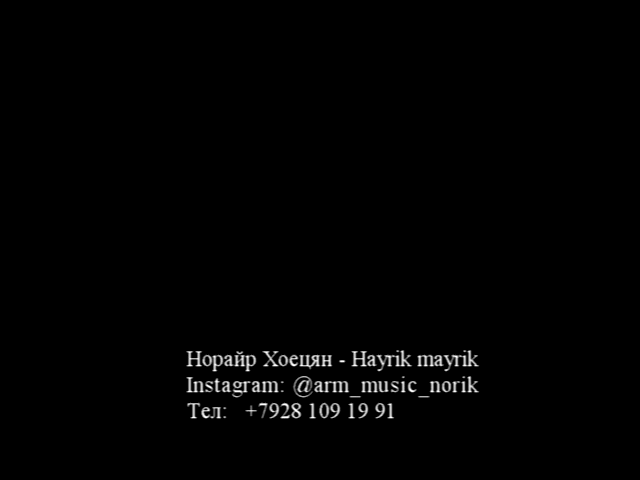 Норайр Хоецян - Hayrik mayrik
Instagram: @arm_music_norik
Тел: +7928 109 19 91